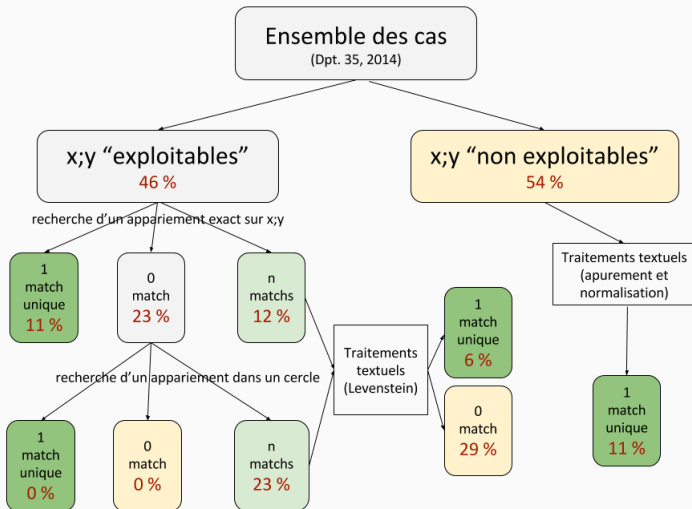 Ensemble des cas
(Dpt. 35, 2014)
x;y “exploitables”
46 %
x;y “non exploitables”
54 %
recherche d’un appariement exact sur x;y
1
match
unique
11 %
0
match
23 %
n
matchs
12 %
Traitements textuels
(apurement et
normalisation)
1
match
unique
6 %
Traitements
textuels
(Levenstein)
recherche d’un appariement dans un cercle
0
match
29 %
1
match
unique
11 %
1
match
unique
0 %
0
match
0 %
n
matchs
23 %